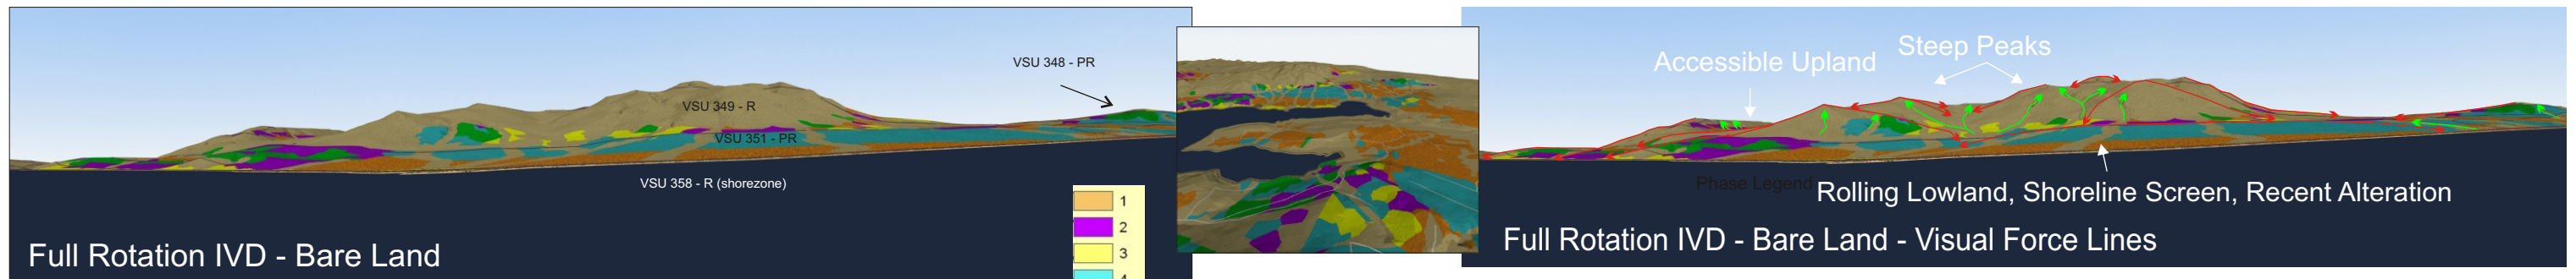 VSU 348 - PR
VSU 349 - R
VSU 351 - PR
VSU 358 - R (shorezone)
1
2
3
4
Full Rotation IVD - Bare Land
Steep Peaks
Accessible Upland
Phase Legend
Rolling Lowland, Shoreline Screen, Recent Alteration
Full Rotation IVD - Bare Land - Visual Force Lines